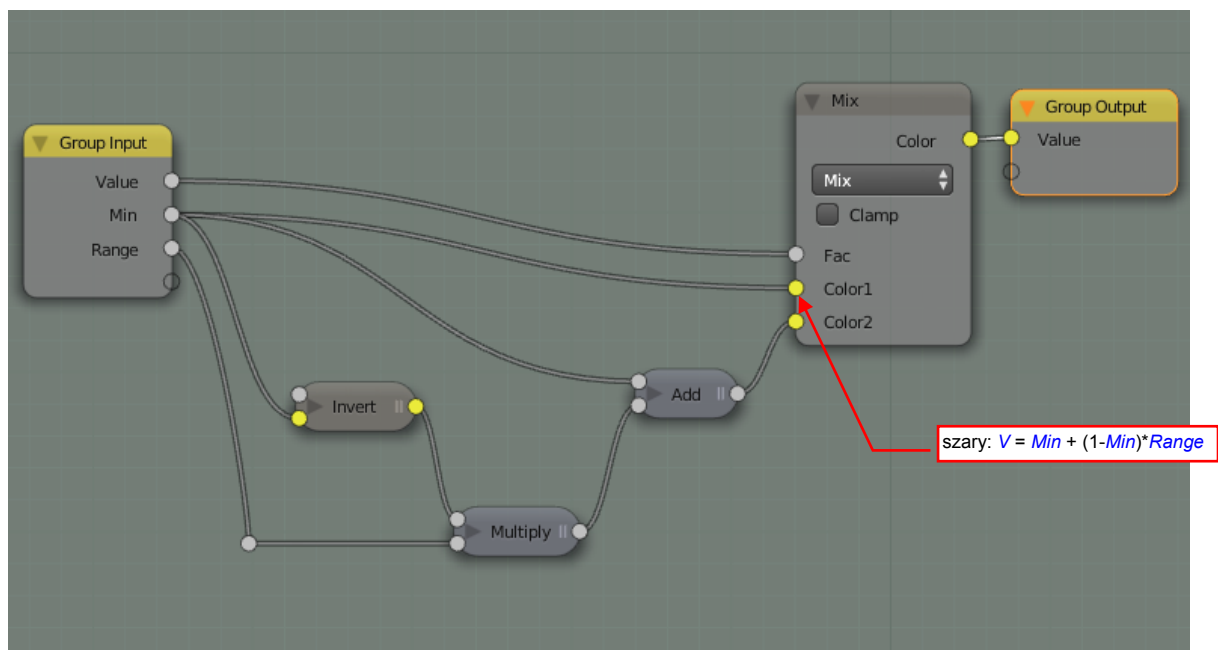 Group Input
Value
Min
Range
Mix
Color
Mix
Clamp
Fac
Color1
Color2
Group Output
Value
Invert
Add
Multiply
szary: V = Min + (1-Min)*Range